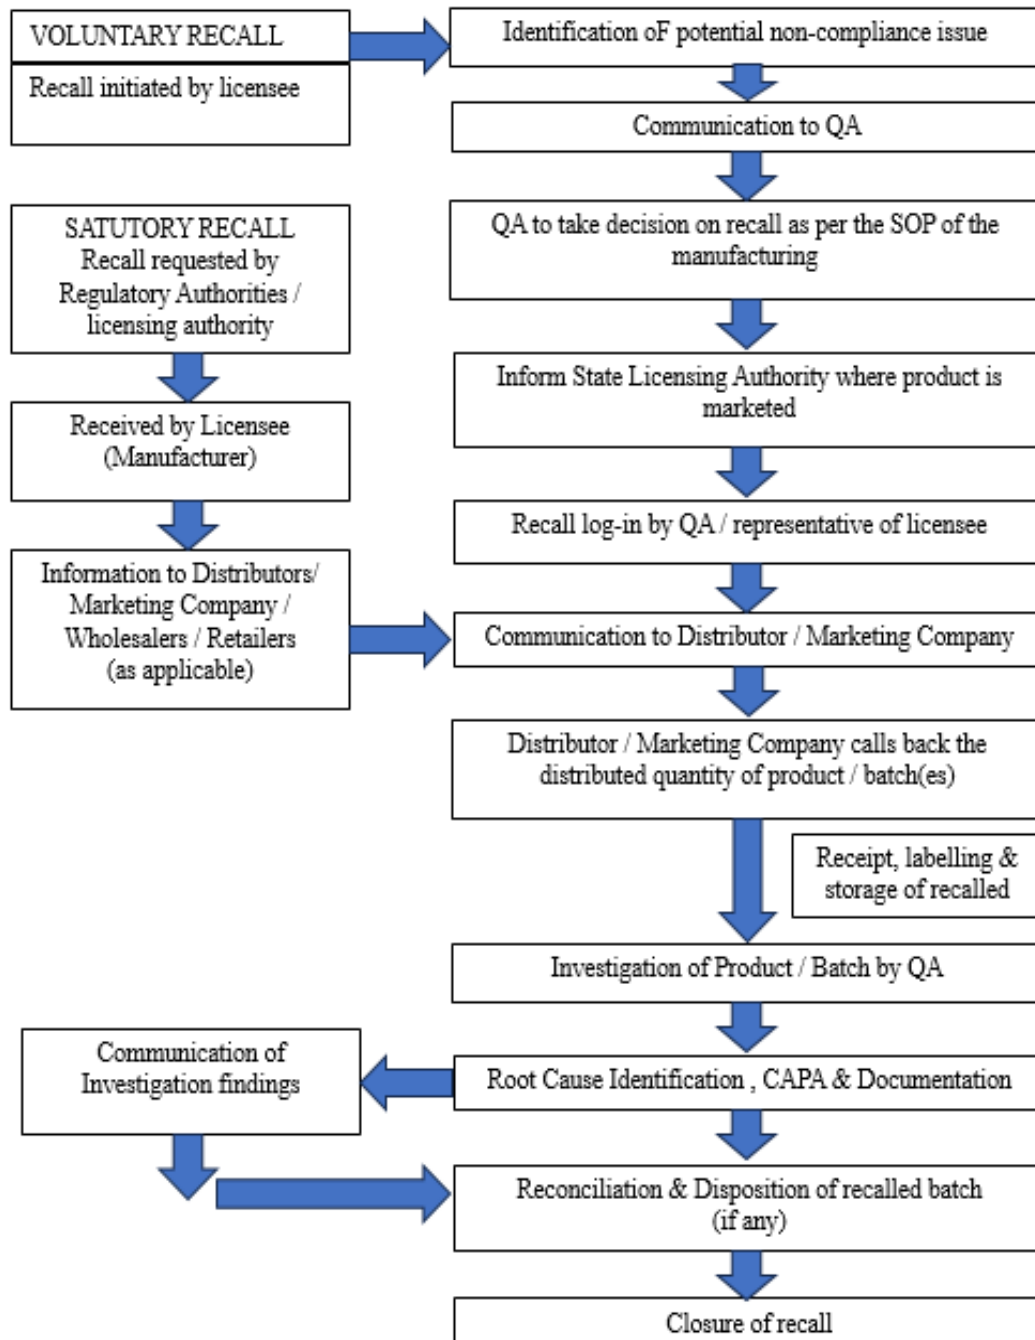 VOLUNTARY RECALL
Recall initiated by licensee
Identification oF potential non-compliance issue
Communication to QA
QA to take decision on recall as per the SOP of the
manufacturing
SATUTORY RECALL
Recall requested by
Regulatory Authorities /
licensing authority
Inform State Licensing Authority where product is
marketed
Received by Licensee
(Manufacturer)
Recall log-in by QA / representative of licensee
Information to Distributors/
Marketing Company /
Wholesalers / Retailers
(as applicable)
Communication to Distributor / Marketing Company
Distributor / Marketing Company calls back the
distributed quantity of product / batch(es)
Receipt, labelling &
storage of recalled
Investigation of Product / Batch by QA
Communication of
Investigation findings
Root Cause Identification , CAPA & Documentation
Reconciliation & Disposition of recalled batch
(if any)
Closure of recall